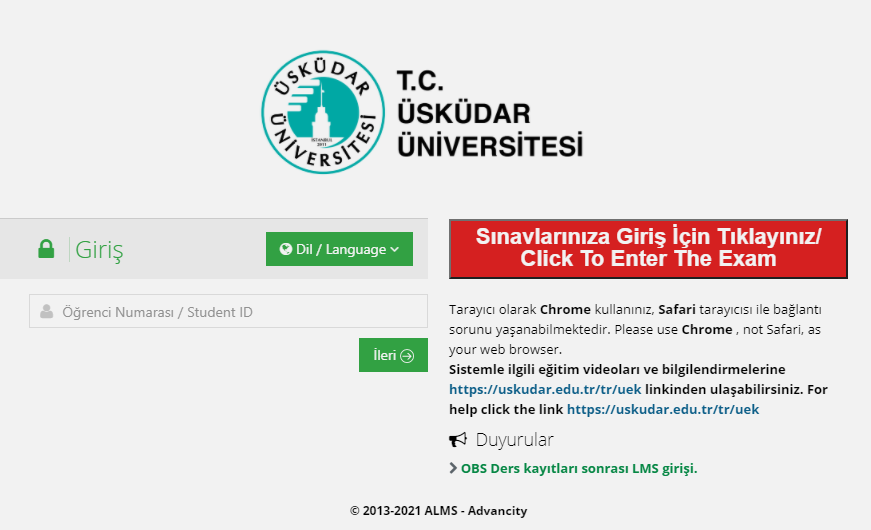 ÜSKÜDAR ÜNİVERSİTESİ
İSTANBUL
2011
T.C.
ÜSKÜDAR
ÜNİVERSİTESİ
Giriş
Dil / Language
Öğrenci Numarası / Student ID
İleri
Sınavlarınıza Giriş İçin Tıklayınız/
Click To Enter The Exam
Tarayıcı olarak Chrome kullanınız, Safari tarayıcısı ile bağlantı
sorunu yaşanabilmektedir. Please use Chrome , not Safari, as
your web browser.
Sistemle ilgili eğitim videoları ve bilgilendirmelerine
https://uskudar.edu.tr/tr/uek linkinden ulaşabilirsiniz. For
help click the link https://uskudar.edu.tr/tr/uek
Duyurular
OBS Ders kayıtları sonrası LMS girişi.
© 2013-2021 ALMS - Advancity